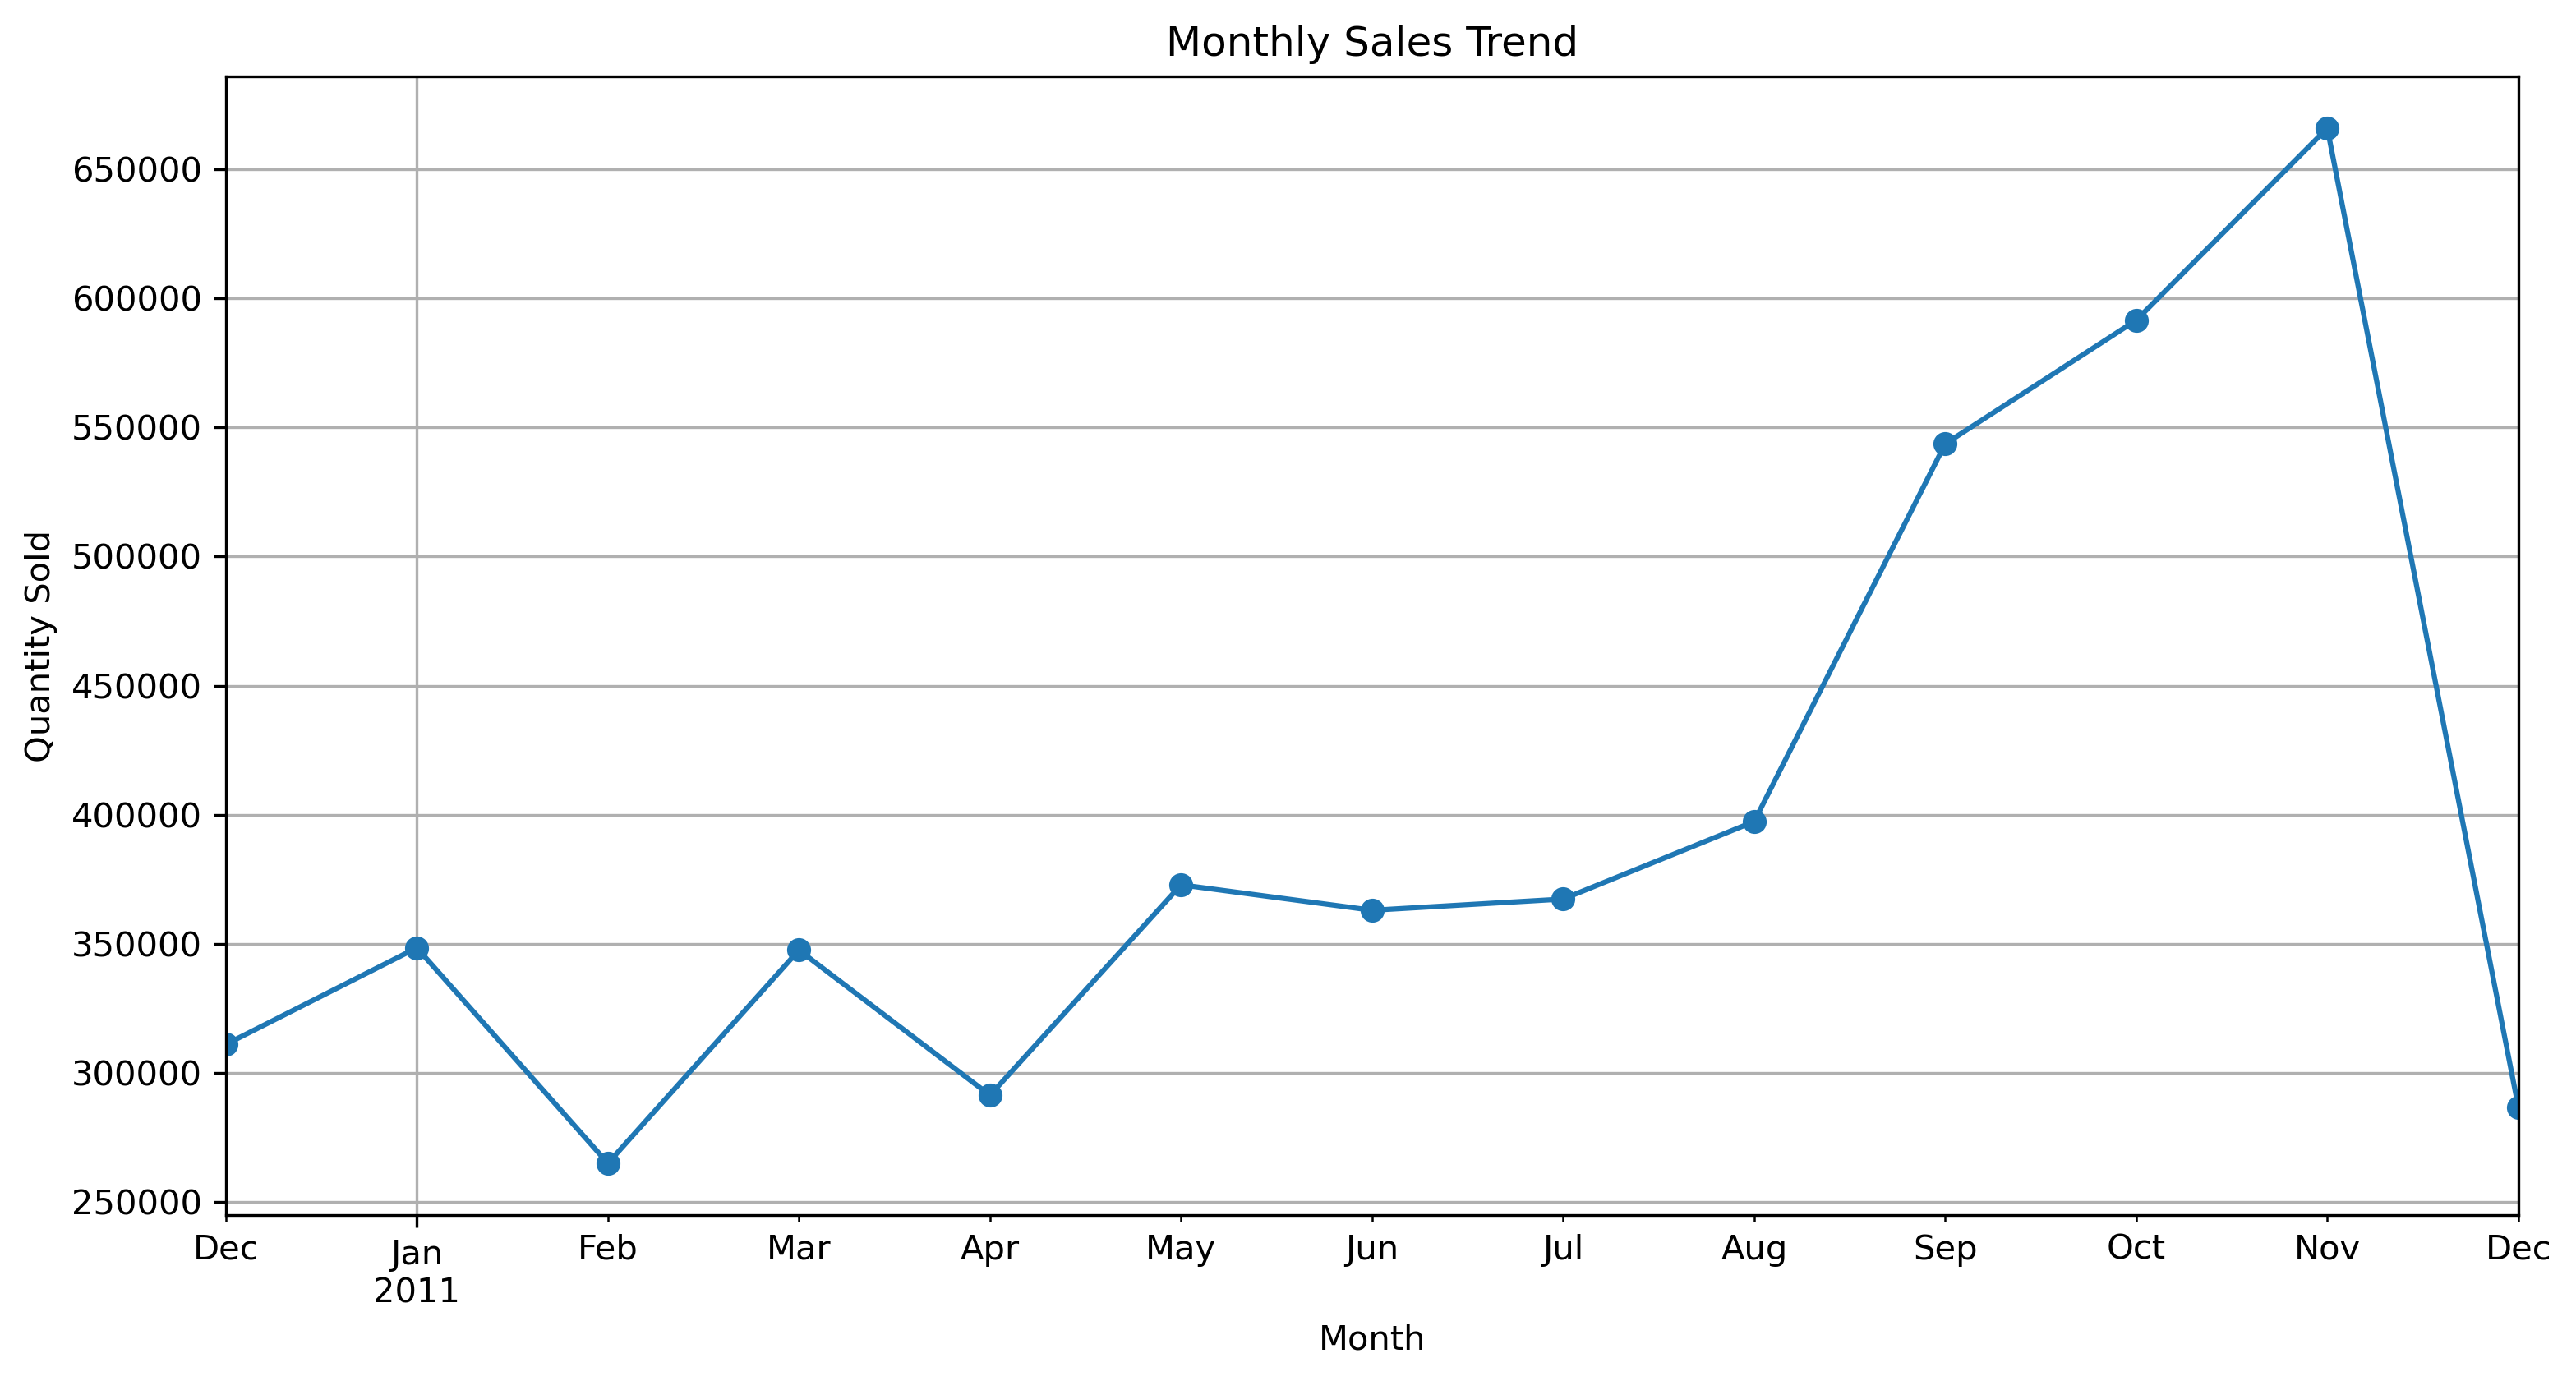 Monthly Sales Trend
650000
600000
550000
500000
450000
400000
350000
300000
250000
Quantity Sold
Dec Jan Feb Mar Apr May Jun Jul Aug Sep Oct Nov Dec
2011
Month